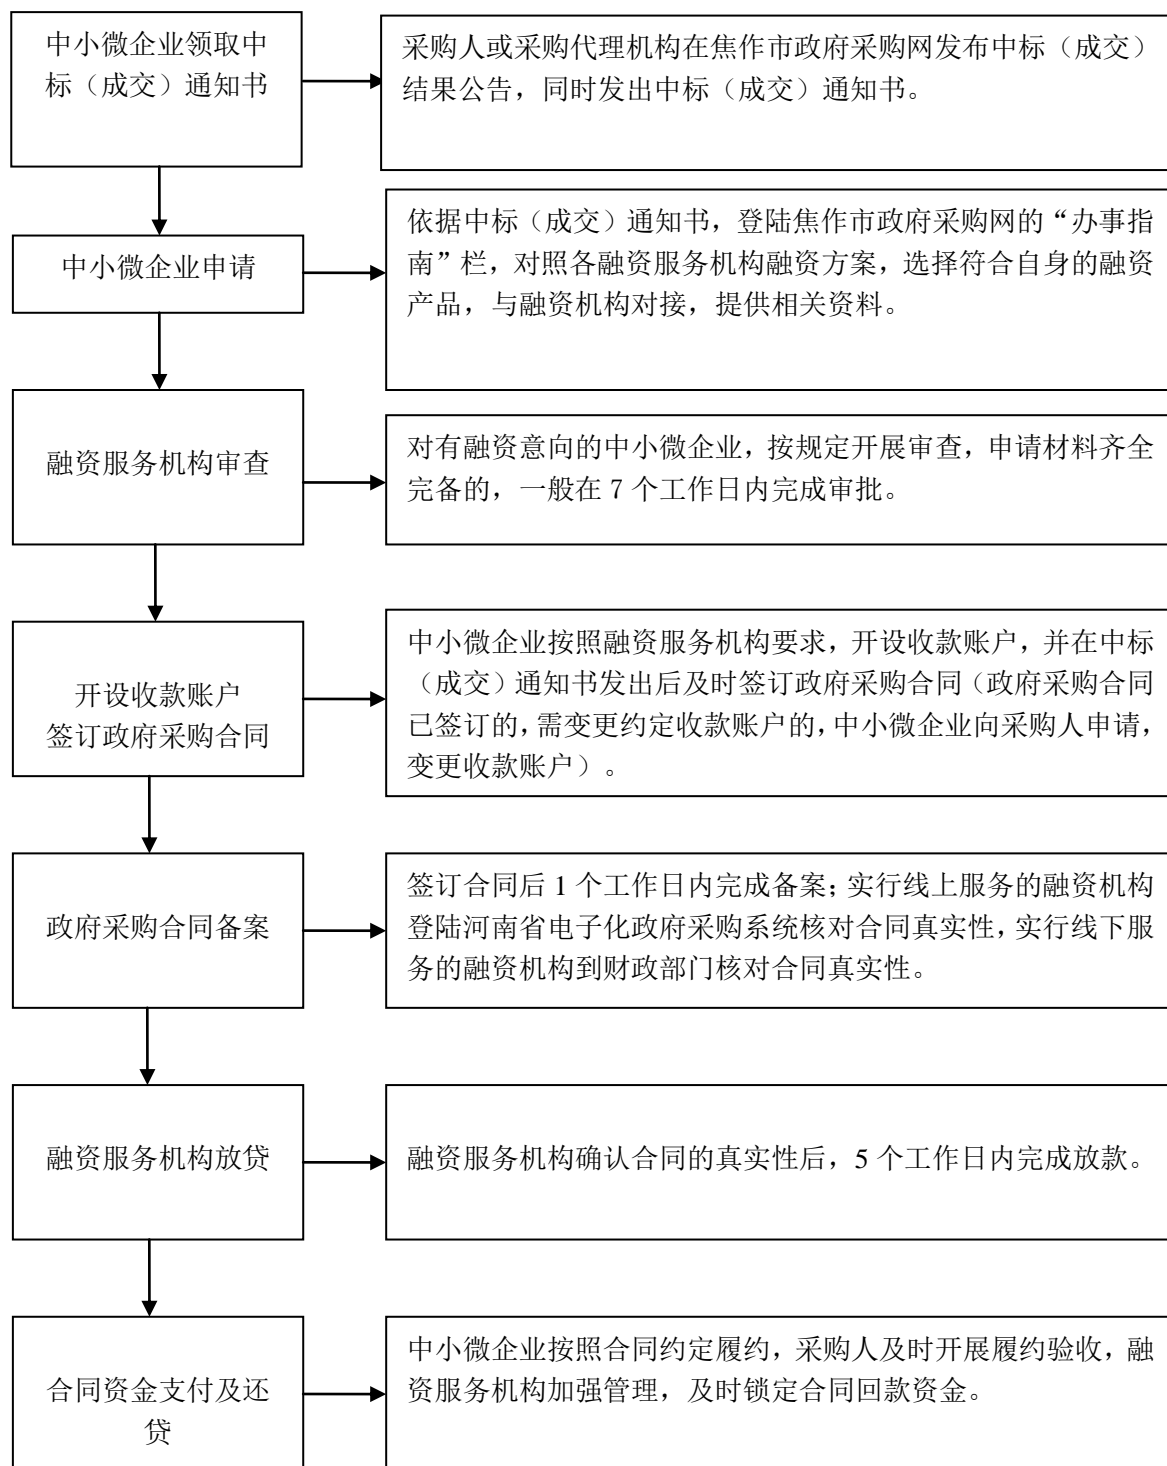 中小微企业领取中
标（成交）通知书
采购人或采购代理机构在焦作市政府采购网发布中标（成交）
结果公告，同时发出中标（成交）通知书。
中小微企业申请
依据中标（成交）通知书，登陆焦作市政府采购网的“办事指
南”栏，对照各融资服务机构融资方案，选择符合自身的融资
产品，与融资机构对接，提供相关资料。
融资服务机构审查
对有融资意向的中小微企业，按规定开展审查，申请材料齐全
完备的，一般在 7 个工作日内完成审批。
开设收款账户
签订政府采购合同
中小微企业按照融资服务机构要求，开设收款账户，并在中标
（成交）通知书发出后及时签订政府采购合同（政府采购合同
已签订的，需变更约定收款账户的，中小微企业向采购人申请，
变更收款账户）。
政府采购合同备案
签订合同后 1 个工作日内完成备案；实行线上服务的融资机构
登陆河南省电子化政府采购系统核对合同真实性，实行线下服
务的融资机构到财政部门核对合同真实性。
融资服务机构放贷
融资服务机构确认合同的真实性后，5 个工作日内完成放款。
合同资金支付及还
贷
中小微企业按照合同约定履约，采购人及时开展履约验收，融
资服务机构加强管理，及时锁定合同回款资金。